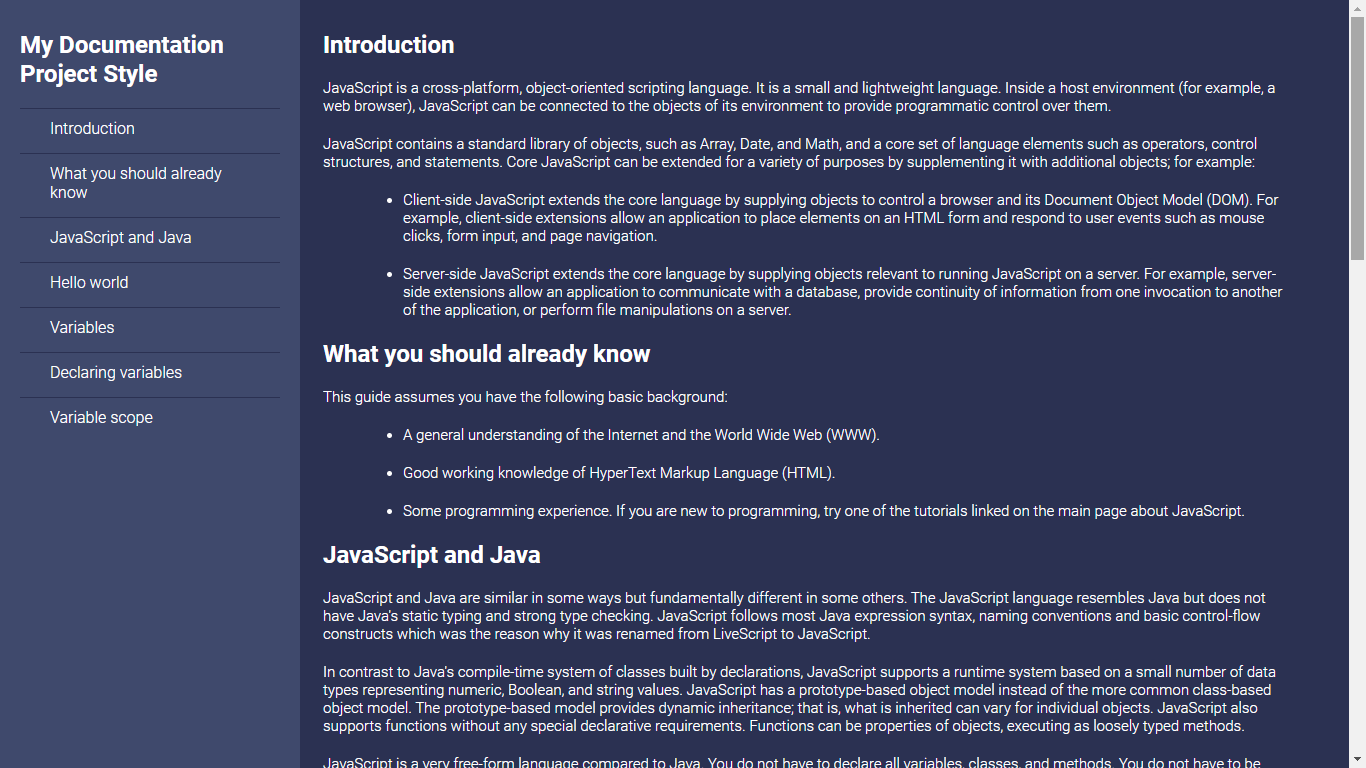 My Documentation
Project Style
Introduction
What you should already
know
JavaScript and Java
Hello world
Variables
Declaring variables
Variable scope
Introduction
JavaScript is a cross-platform, object-oriented scripting language. It is a small and lightweight language. Inside a host environment (for example, a
web browser), JavaScript can be connected to the objects of its environment to provide programmatic control over them.
JavaScript contains a standard library of objects, such as Array, Date, and Math, and a core set of language elements such as operators, control
structures, and statements. Core JavaScript can be extended for a variety of purposes by supplementing it with additional objects; for example:
• Client-side JavaScript extends the core language by supplying objects to control a browser and its Document Object Model (DOM). For
example, client-side extensions allow an application to place elements on an HTML form and respond to user events such as mouse
clicks, form input, and page navigation.
• Server-side JavaScript extends the core language by supplying objects relevant to running JavaScript on a server. For example, server-
side extensions allow an application to communicate with a database, provide continuity of information from one invocation to another
of the application, or perform file manipulations on a server.
What you should already know
This guide assumes you have the following basic background:
• A general understanding of the Internet and the World Wide Web (WWW).
• Good working knowledge of HyperText Markup Language (HTML).
• Some programming experience. If you are new to programming, try one of the tutorials linked on the main page about JavaScript.
JavaScript and Java
JavaScript and Java are similar in some ways but fundamentally different in some others. The JavaScript language resembles Java but does not
have Java's static typing and strong type checking. JavaScript follows most Java expression syntax, naming conventions and basic control-flow
constructs which was the reason why it was renamed from LiveScript to JavaScript.
In contrast to Java's compile-time system of classes built by declarations, JavaScript supports a runtime system based on a small number of data
types representing numeric, Boolean, and string values. JavaScript has a prototype-based object model instead of the more common class-based
object model. The prototype-based model provides dynamic inheritance; that is, what is inherited can vary for individual objects. JavaScript also
supports functions without any special declarative requirements. Functions can be properties of objects, executing as loosely typed methods.
JavaScript is a very free-form language compared to Java. You do not have to declare all variables, classes, and methods. You do not have to be